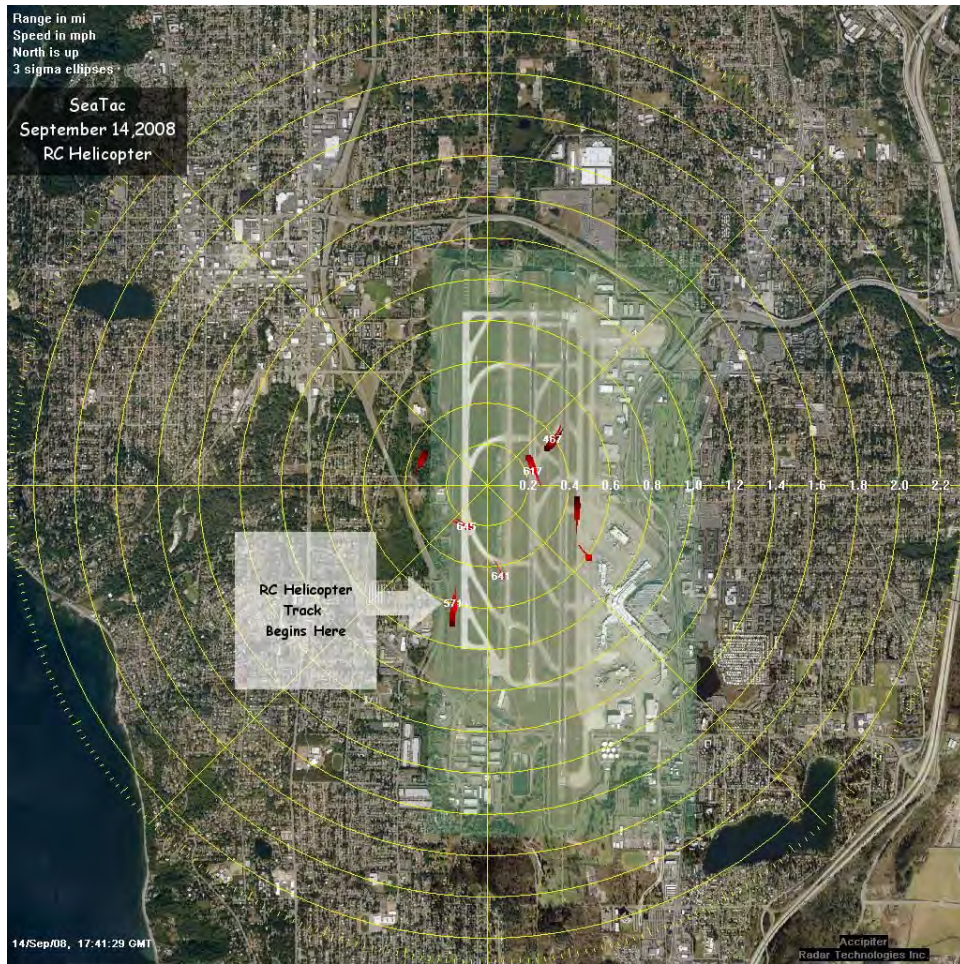 Range in mi
Speed in mph
North is up
3 sigma ellipses
SeaTac
September 14,2008
RC Helicopter
467
617
0.2 0.4 0.6 0.8 1.0 1.2 1.4 1.6 1.8 2.0 2.2
645
641
571
RC Helicopter
Track
Begins Here
14/Sep/08, 17:41:29 GMT
Accipiter
Radar Technologies Inc.